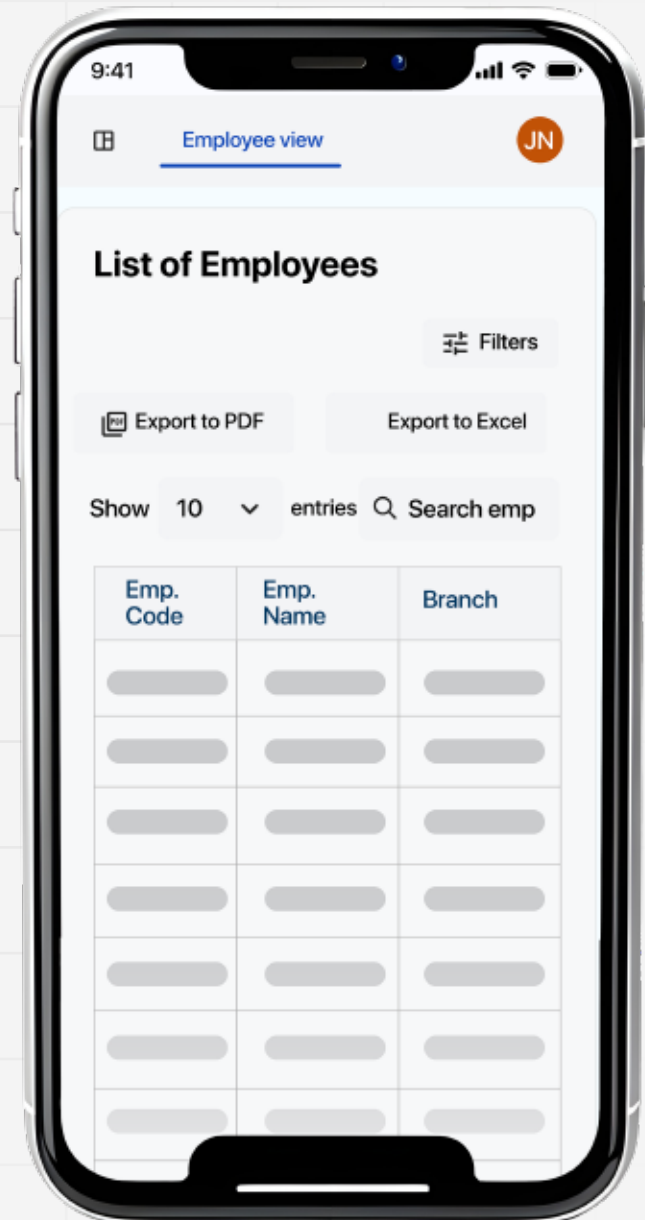 9:41
Employee view
JN
List of Employees
Filters
PDF Export to PDF
Export to Excel
Show 10 entries Search emp
Emp. Code
Emp. Name
Branch